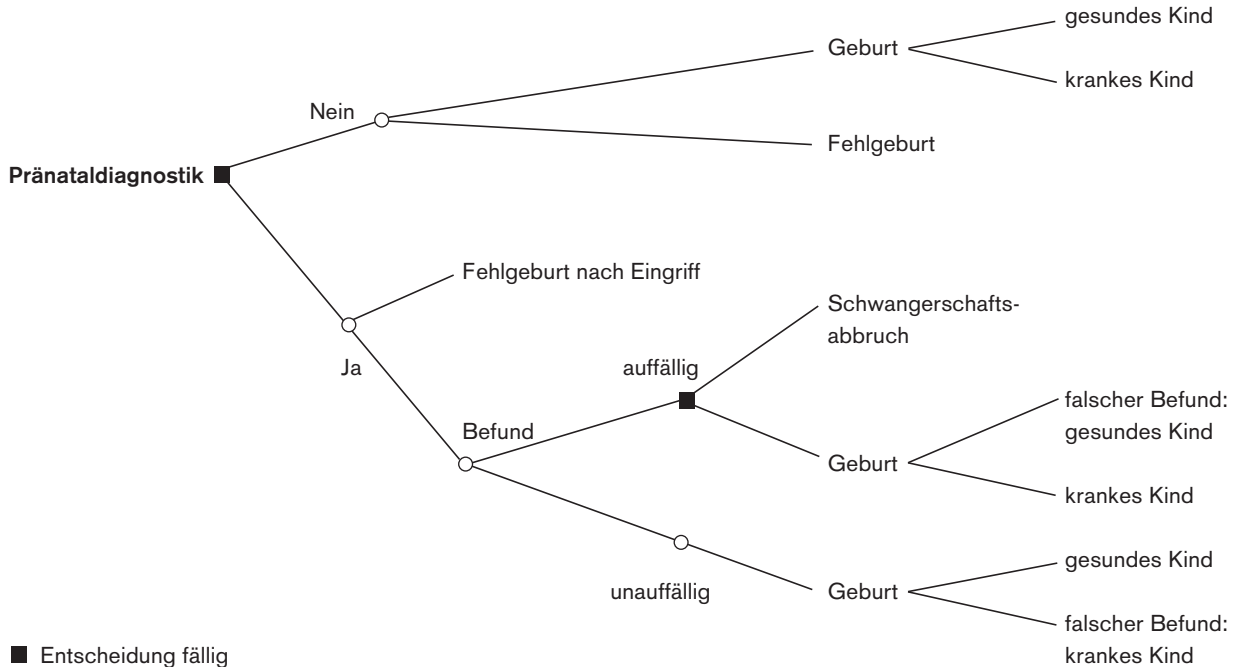 gesundes Kind
Geburt
krankes Kind
Nein
Fehlgeburt
Pränataldiagnostik
Fehlgeburt nach Eingriff
Schwangerschafts-
abbruch
Ja
auffällig
falscher Befund:
gesundes Kind
Befund
Geburt
krankes Kind
gesundes Kind
unauffällig
Geburt
falscher Befund:
krankes Kind
Entscheidung fällig